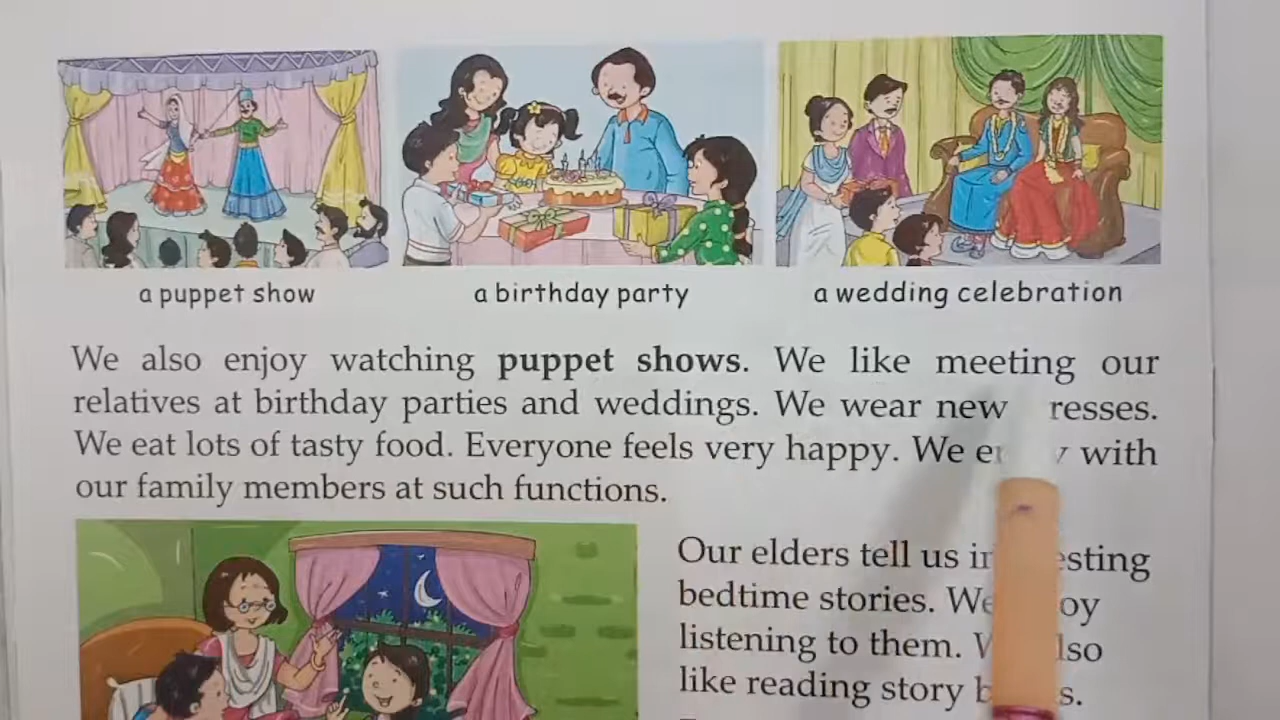 a puppet show
a birthday party
a wedding celebration
We also enjoy watching puppet shows. We like meeting our
relatives at birthday parties and weddings. We wear new resses.
We eat lots of tasty food. Everyone feels very happy. We with
our family members at such functions.
Our elders tell us
bedtime stories.
listening to them.
like reading story